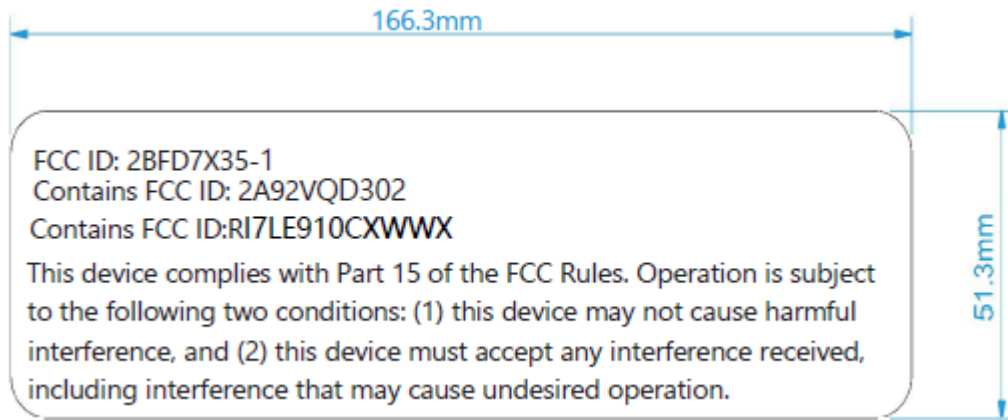 166.3mm
FCC ID: 2BFD7X35-1
Contains FCC ID: 2A92VQD302
Contains FCC ID:RI7LE910CXWWX
This device complies with Part 15 of the FCC Rules. Operation is subject
to the following two conditions: (1) this device may not cause harmful
interference, and (2) this device must accept any interference received,
including interference that may cause undesired operation.
51.3mm